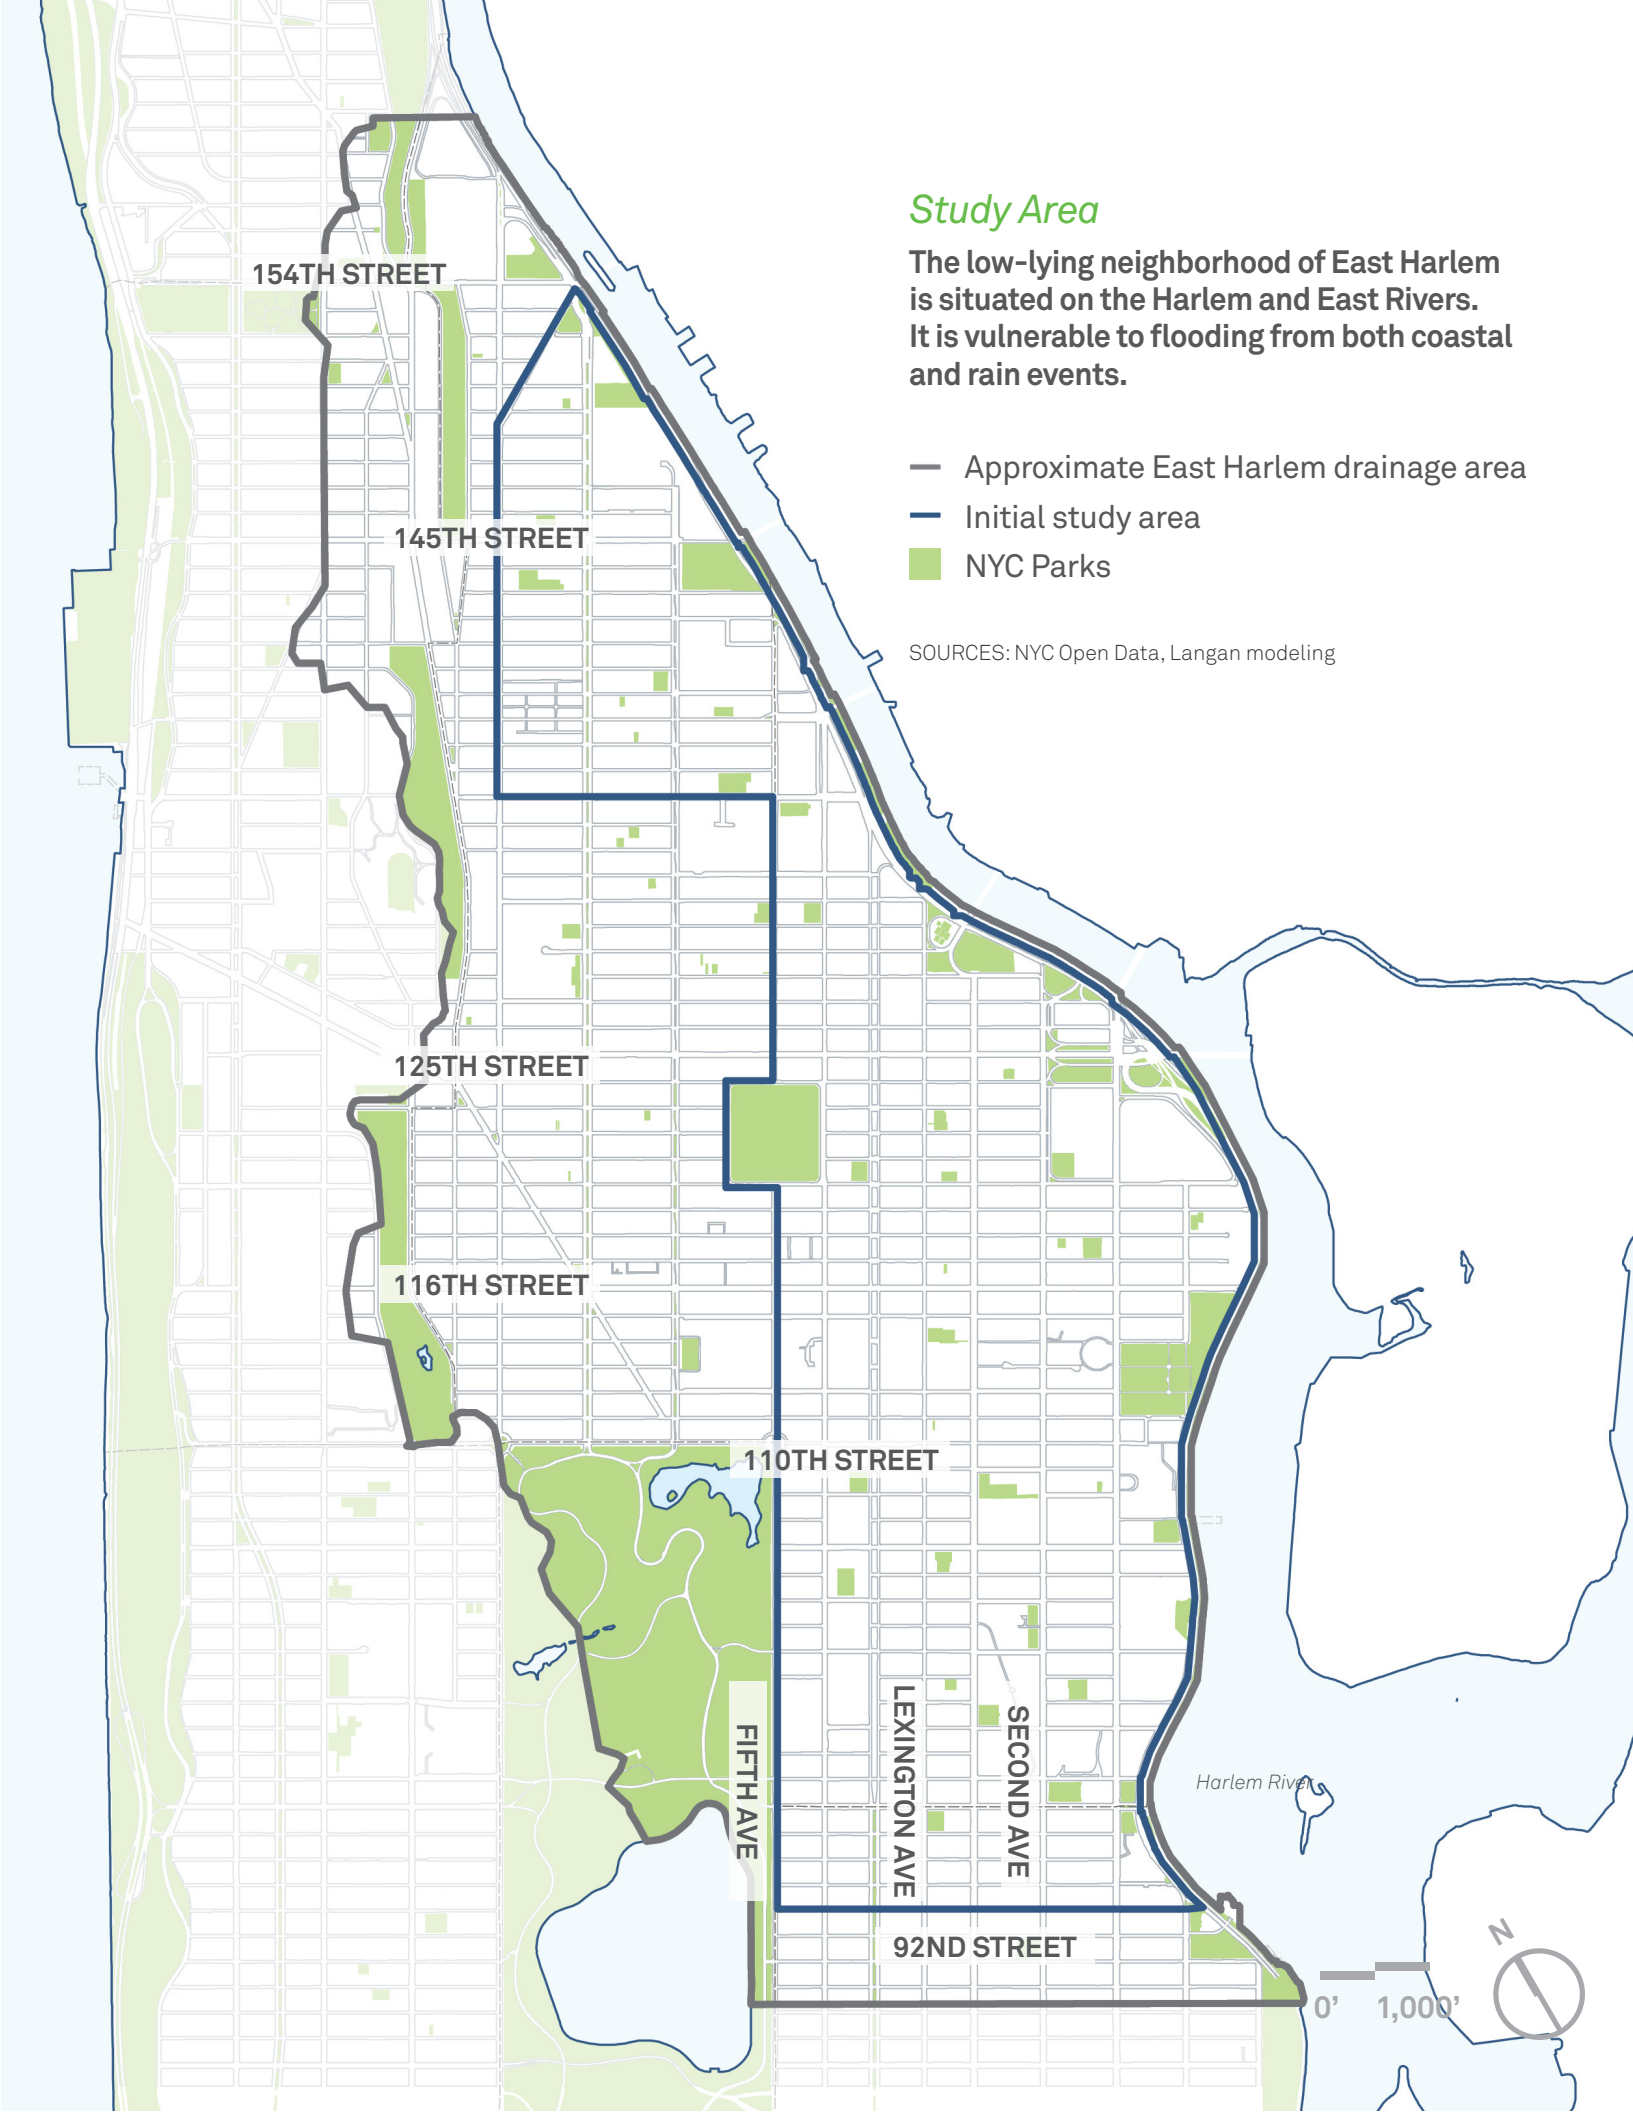 Study Area
The low-lying neighborhood of East Harlem
is situated on the Harlem and East Rivers.
It is vulnerable to flooding from both coastal
and rain events.
154TH STREET
Approximate East Harlem drainage area
Initial study area
145TH STREET
NYC Parks
SOURCES: NYC Open Data, Langan modeling
125TH STREET
116TH STREET
110TH STREET
FIFTH AVE
LEXINGTON AVE
SECOND AVE
Harlem River
92ND STREET
N
0' 1,000'